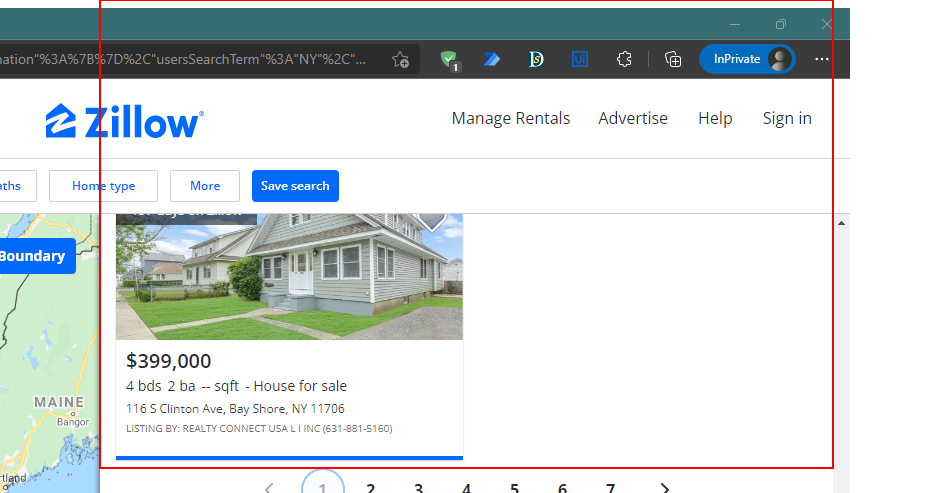 mation"%3A%7B%7D%2C"usersSearchTerm"%3A"NY"%2C"...
1
Ui
InPrivate
Zillow
Manage Rentals
Advertise
Help
Sign in
Home type
More
Save search
Boundary
$399,000
4 bds 2 ba -- sqft - House for sale
116 S Clinton Ave, Bay Shore, NY 11706
LISTING BY: REALTY CONNECT USA L I INC (631-881-5160)
MAINE
Bangor
1 2 3 4 5 6 7